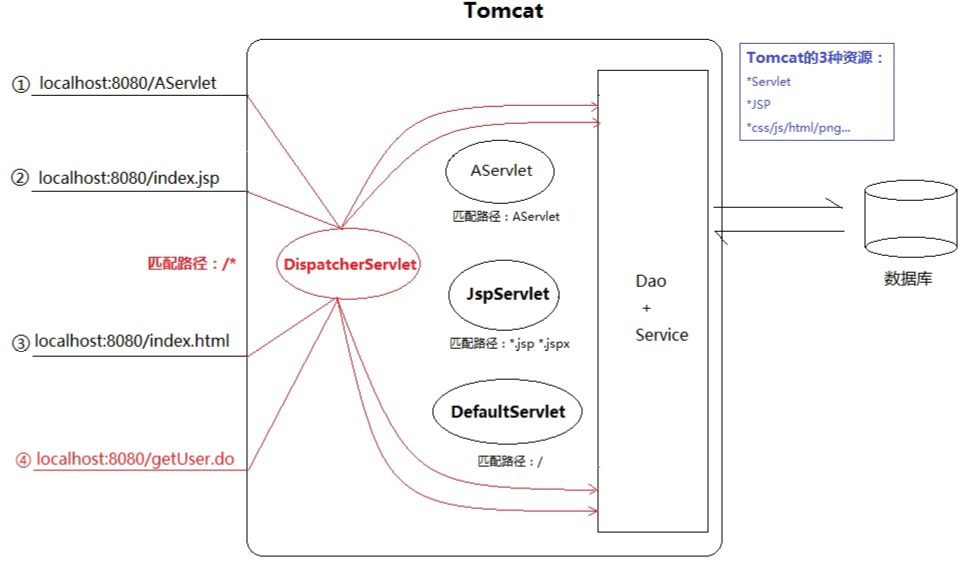 Tomcat
① localhost:8080/AServlet
② localhost:8080/index.jsp
匹配路径：/*
③ localhost:8080/index.html
④ localhost:8080/getUser.do
DispatcherServlet
AServlet
匹配路径：AServlet
JspServlet
匹配路径：*.jsp *.jspx
DefaultServlet
匹配路径：/
Dao
+
Service
Tomcat的3种资源：
*Servlet
*JSP
*css/js/html/png...
数据库